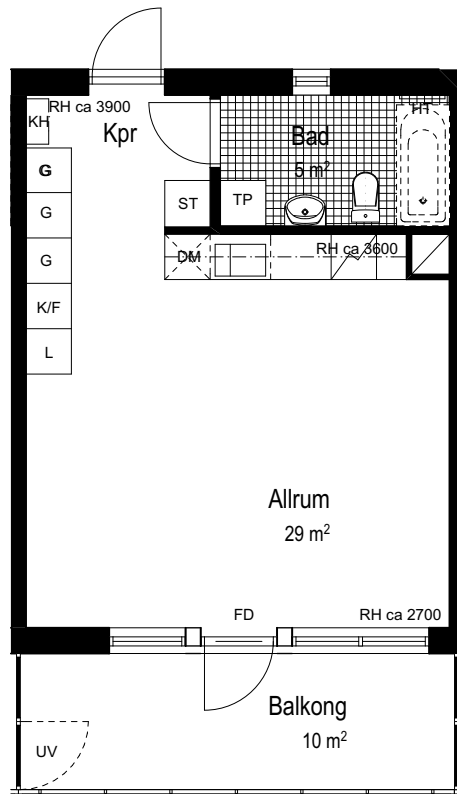 RH ca 3900
HT
KH
Kpr
Bad
5 m²
G
ST
TP
G
G
DM
RH ca 3600
K/F
L
Allrum
29 m²
FD
RH ca 2700
Balkong
10 m²
UV